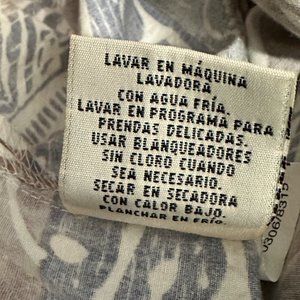 LAVAR EN MÁQUINA
LAVADORA
CON AGUA FRÍA.
LAVAR EN PROGRAMA PARA
PRENDAS DELICADAS.
USAR BLANQUEADORES
SIN CLORO CUANDO
SEA NECESARIO.
SECAR EN SECADORA
CON CALOR BAJO.
PLANCHAR EN FRÍO.